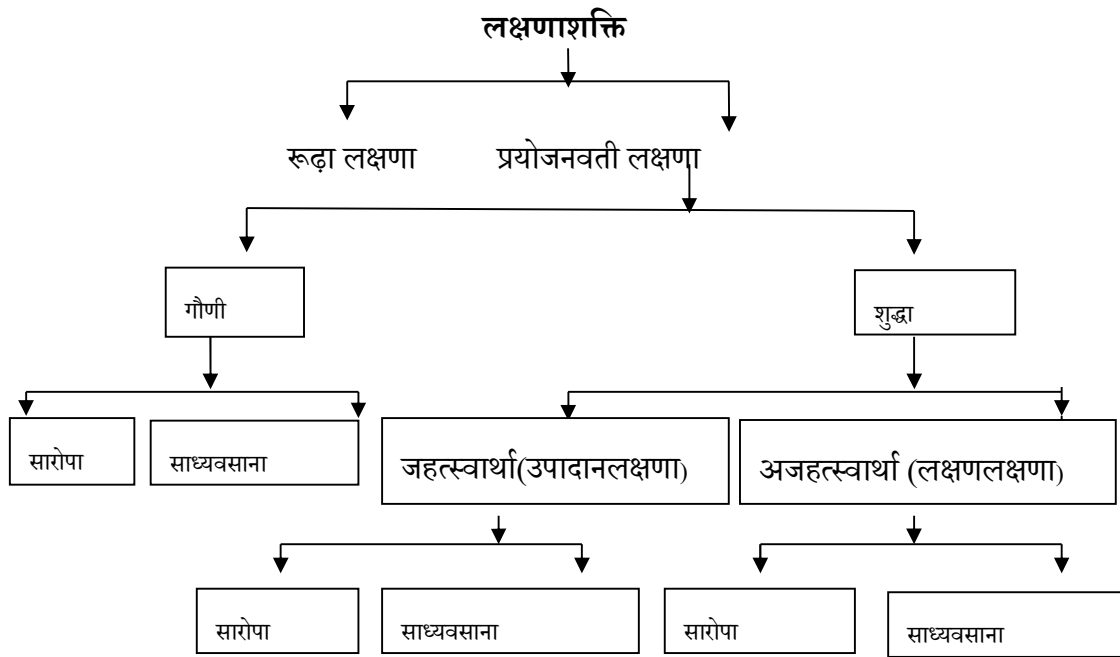 लक्षणाशक्ति
रूढ़ा लक्षणा प्रयोजनवती लक्षणा
गौणी शुद्धा
सारोपा साध्यवसाना जहत्स्वार्था(उपादानलक्षणा) अजहत्स्वार्था (लक्षणलक्षणा)
सारोपा साध्यवसाना सारोपा साध्यवसाना